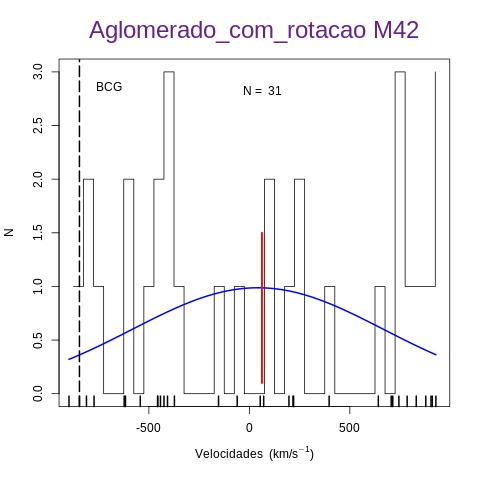 Aglomerado_com_rotacao M42
BCG
N = 31
3.0
2.5
2.0
1.5
1.0
0.5
0.0
N
-500 0 500
Velocidades (km/s⁻¹)